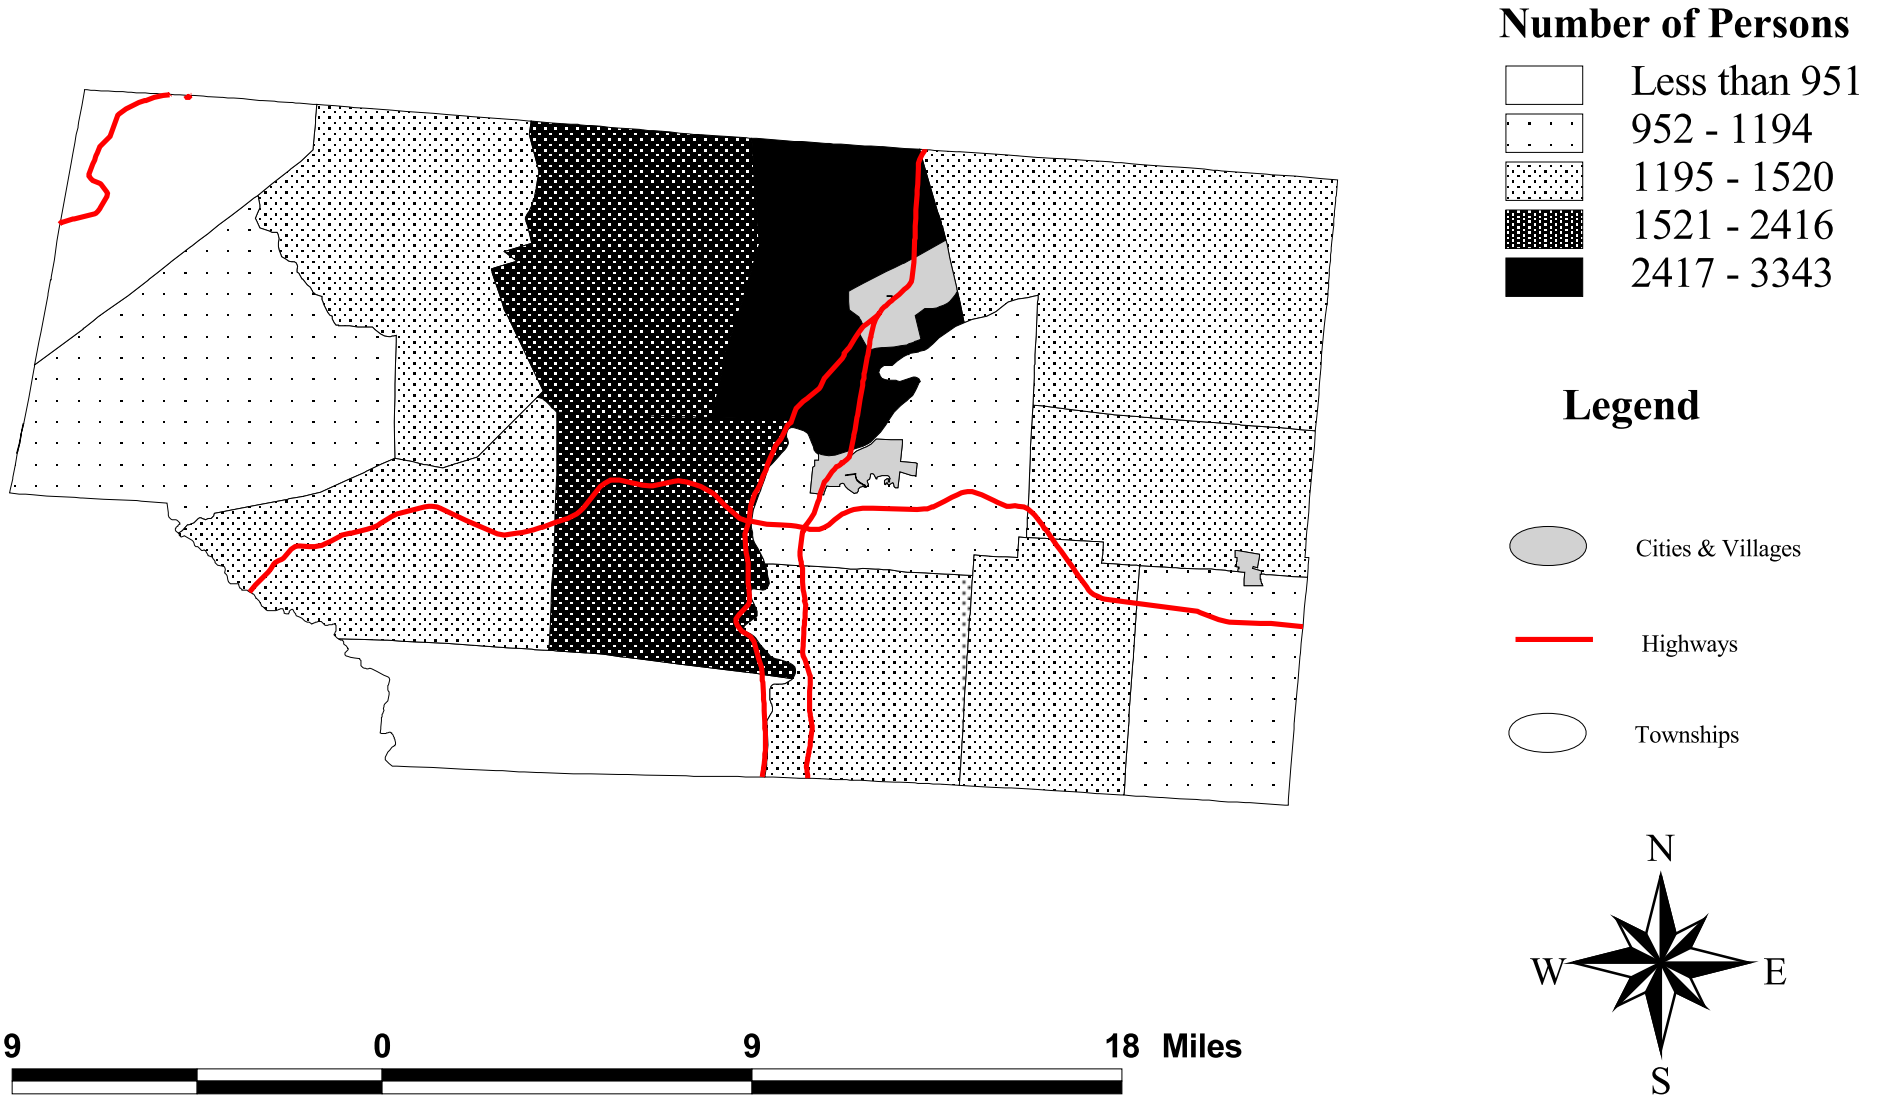 Number of Persons
Less than 951
952 - 1194
1195 - 1520
1521 - 2416
2417 - 3343
Legend
Cities & Villages
Highways
Townships
N
W E
S
9 0 9 18 Miles